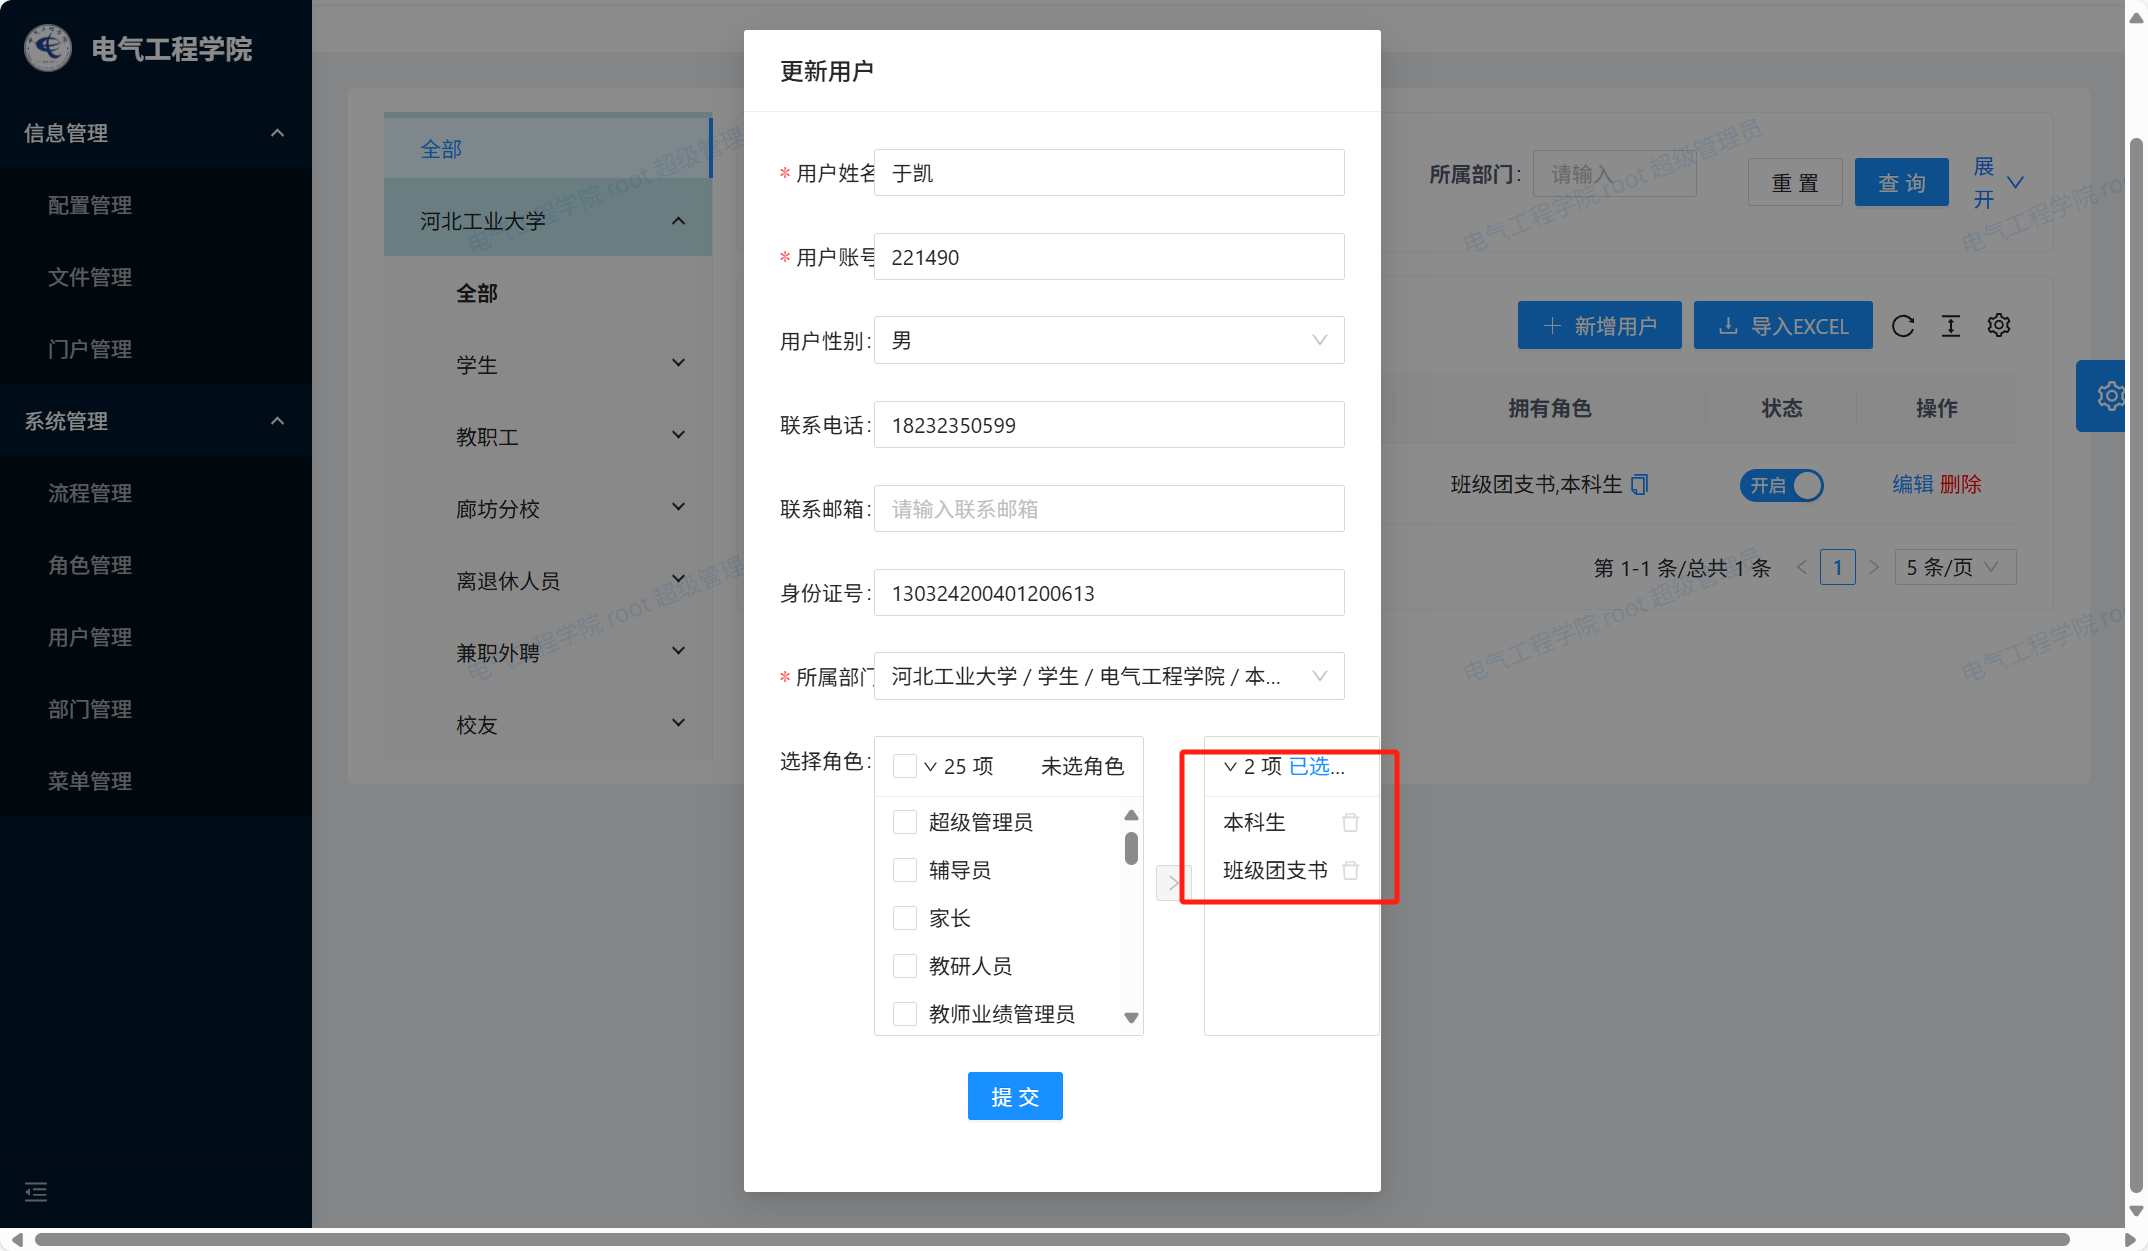 电气工程学院
信息管理
配置管理
文件管理
门户管理
系统管理
流程管理
角色管理
用户管理
部门管理
菜单管理
全部
河北工业大学
全部
学生
教职工
廊坊分校
离退休人员
兼职外聘
校友
更新用户
* 用户姓名 于凯
* 用户账号 221490
用户性别: 男
联系电话: 18232350599
联系邮箱: 请输入联系邮箱
身份证号: 130324200401200613
* 所属部门 河北工业大学 / 学生 / 电气工程学院 / 本...
选择角色:
25 项 未选角色
超级管理员
辅导员
家长
教研人员
教师业绩管理员
2 项 已选...
本科生
班级团支书
提 交
所属部门: 请输入
重 置
查 询
展开
新增用户
导入EXCEL
拥有角色 状态 操作
班级团支书,本科生 开启 编辑 删除
第 1-1 条/总共 1 条 1 5 条/页
电气工程学院 root 超级管理员
电气工程学院 root 超级管理员